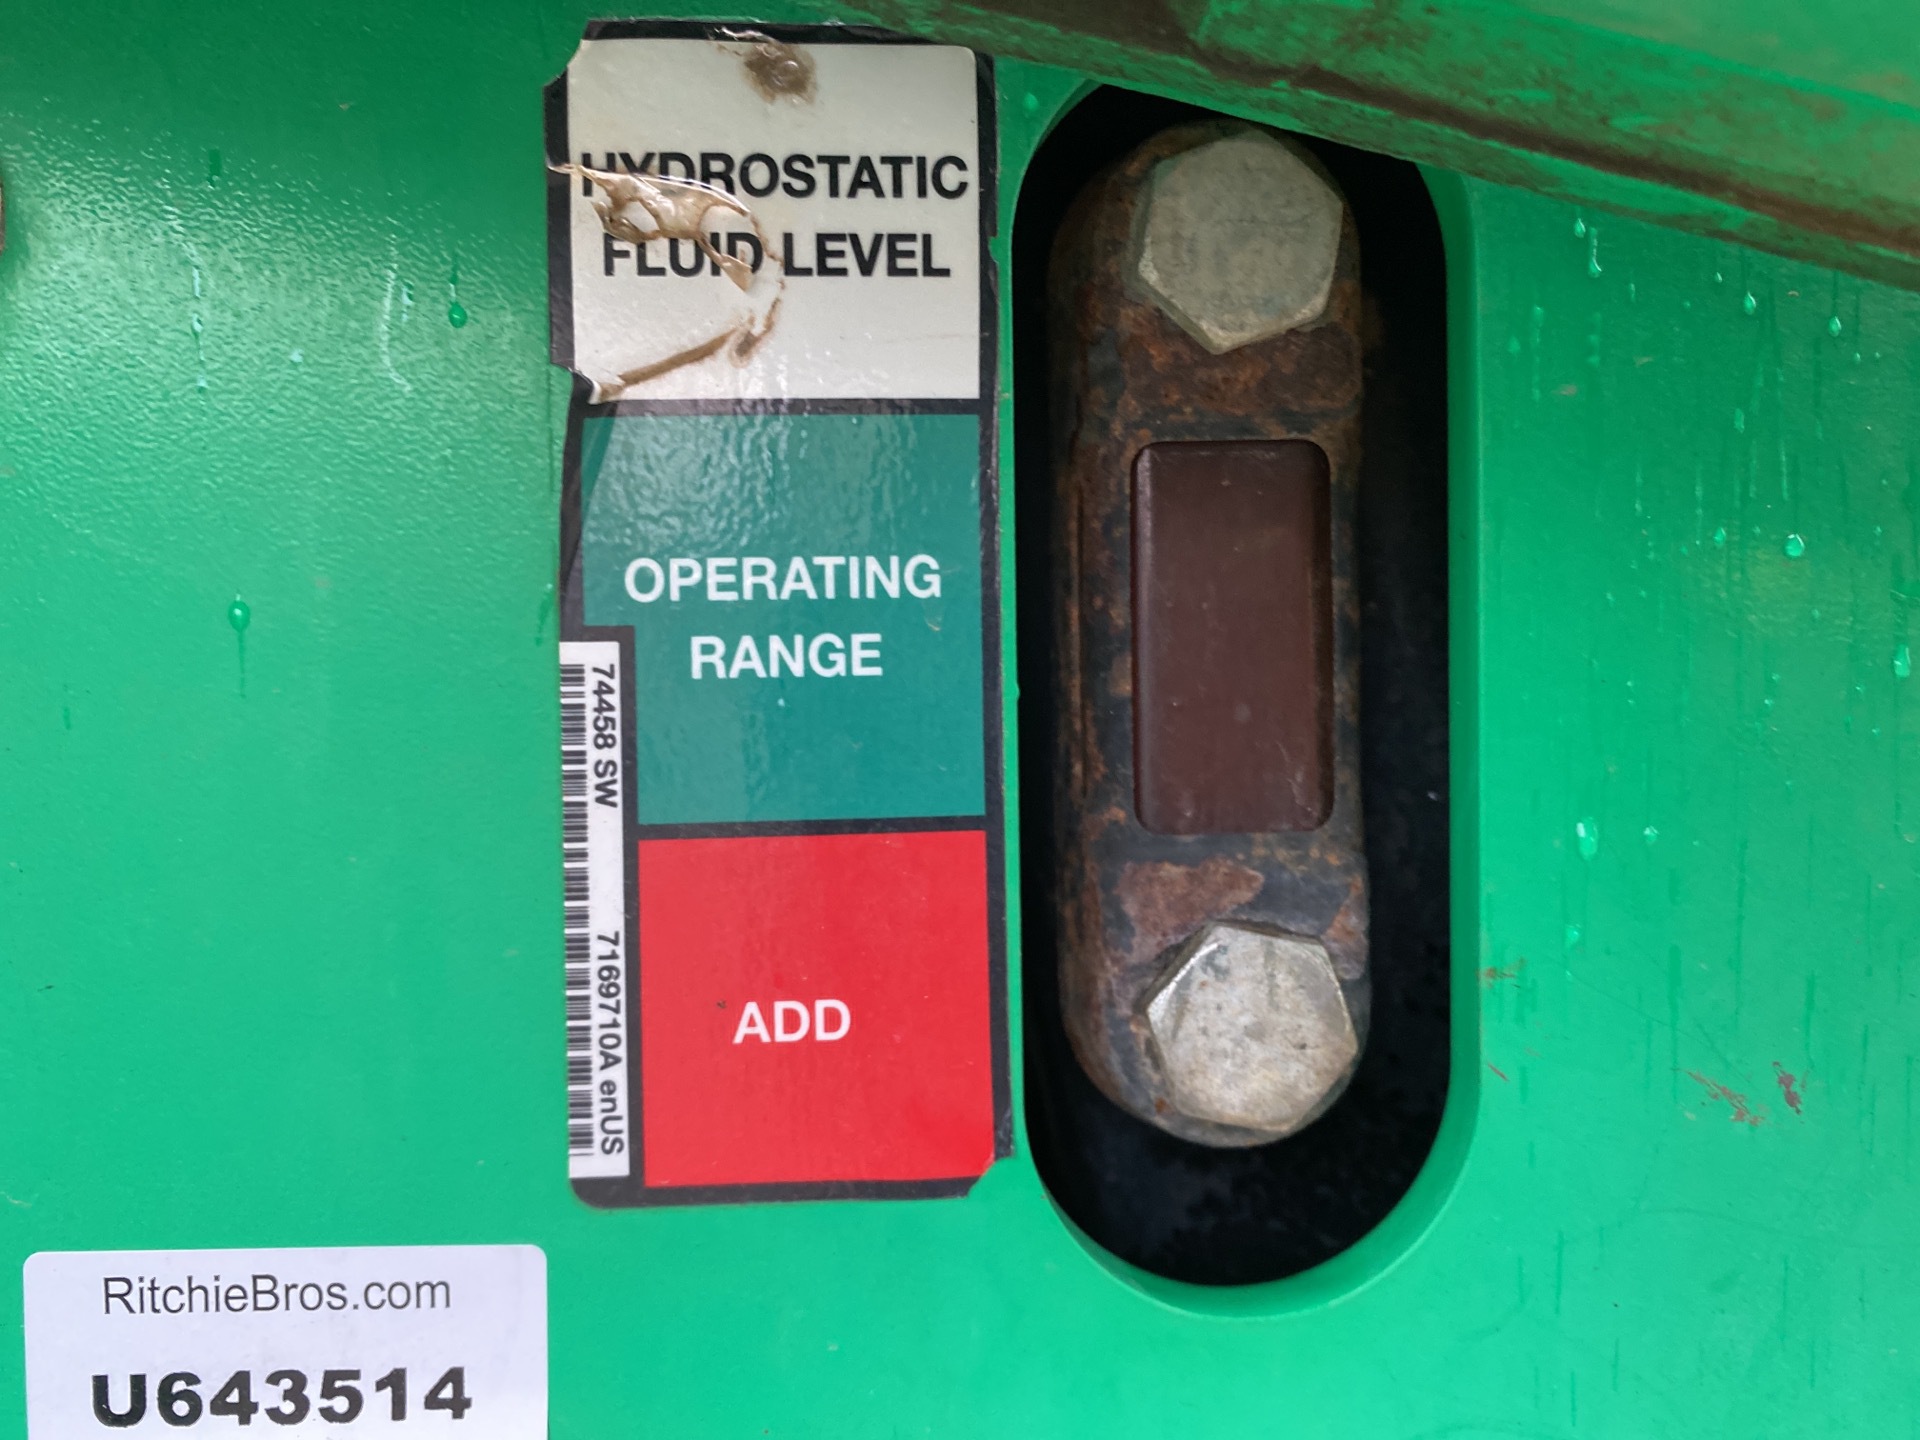 HYDROSTATIC
FLUID LEVEL
OPERATING
RANGE
ADD
74458 SW 7169710A enUS
RitchieBros.com
U643514